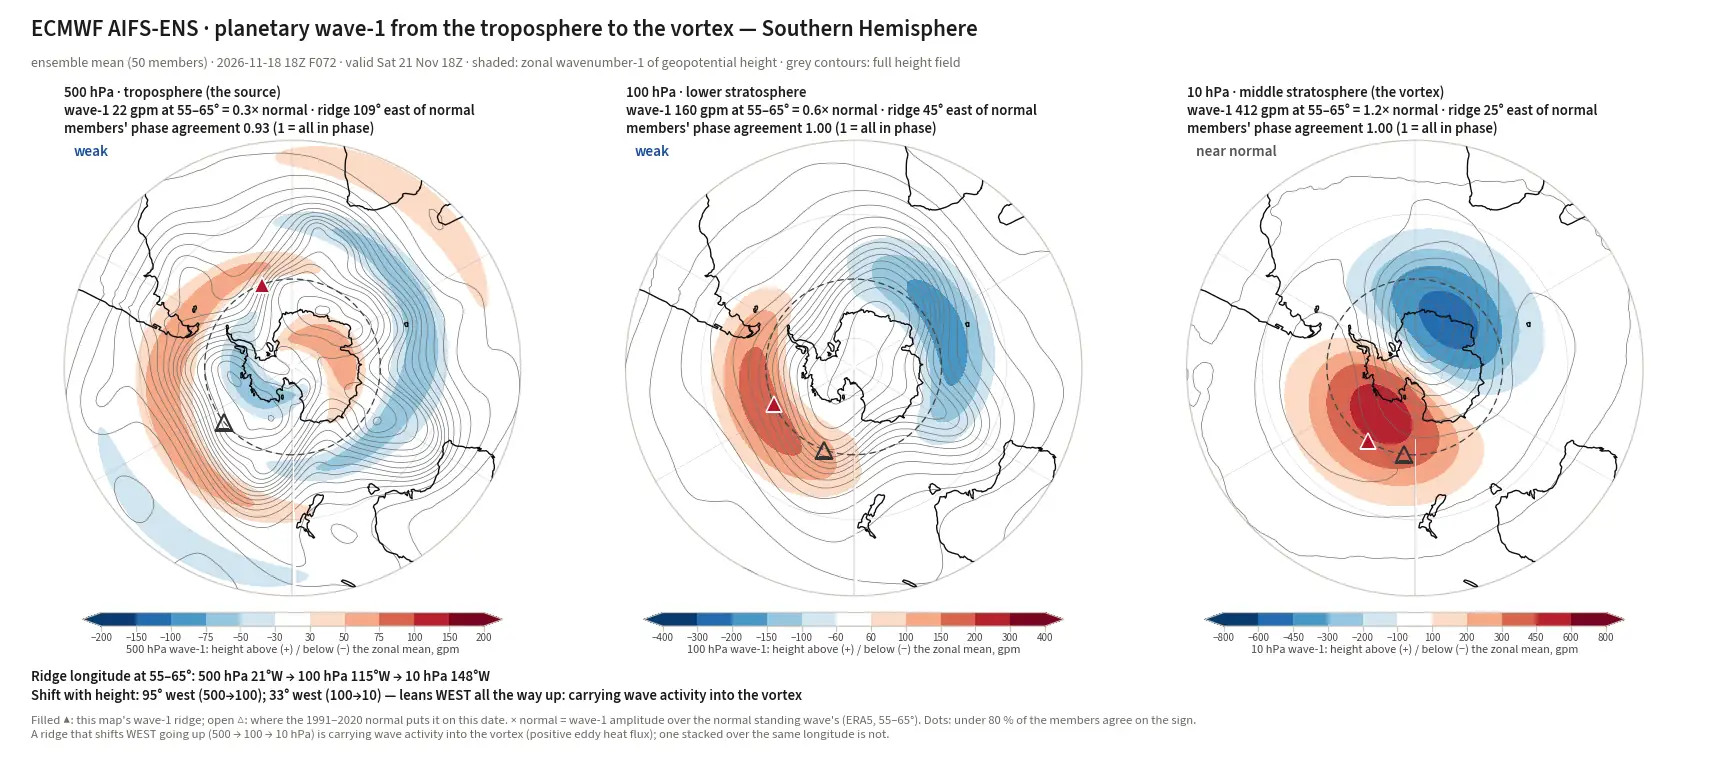 ECMWF AIFS-ENS · planetary wave-1 from the troposphere to the vortex — Southern Hemisphere
ensemble mean (50 members) · 2026-11-18 18Z F072 · valid Sat 21 Nov 18Z · shaded: zonal wavenumber-1 of geopotential height · grey contours: full height field
500 hPa · troposphere (the source)
wave-1 22 gpm at 55–65° = 0.3× normal · ridge 109° east of normal
members' phase agreement 0.93 (1 = all in phase)
weak
100 hPa · lower stratosphere
wave-1 160 gpm at 55–65° = 0.6× normal · ridge 45° east of normal
members' phase agreement 1.00 (1 = all in phase)
weak
10 hPa · middle stratosphere (the vortex)
wave-1 412 gpm at 55–65° = 1.2× normal · ridge 25° east of normal
members' phase agreement 1.00 (1 = all in phase)
near normal
−200 −150 −100 −75 −50 −30 30 50 75 100 150 200
500 hPa wave-1: height above (+) / below (−) the zonal mean, gpm
−400 −300 −200 −150 −100 −60 60 100 150 200 300 400
100 hPa wave-1: height above (+) / below (−) the zonal mean, gpm
−800 −600 −450 −300 −200 −100 100 200 300 450 600 800
10 hPa wave-1: height above (+) / below (−) the zonal mean, gpm
Ridge longitude at 55–65°: 500 hPa 21°W → 100 hPa 115°W → 10 hPa 148°W
Shift with height: 95° west (500→100); 33° west (100→10) — leans WEST all the way up: carrying wave activity into the vortex
Filled ▲: this map's wave-1 ridge; open △: where the 1991–2020 normal puts it on this date. × normal = wave-1 amplitude over the normal standing wave's (ERA5, 55–65°). Dots: under 80 % of the members agree on the sign.
A ridge that shifts WEST going up (500 → 100 → 10 hPa) is carrying wave activity into the vortex (positive eddy heat flux); one stacked over the same longitude is not.